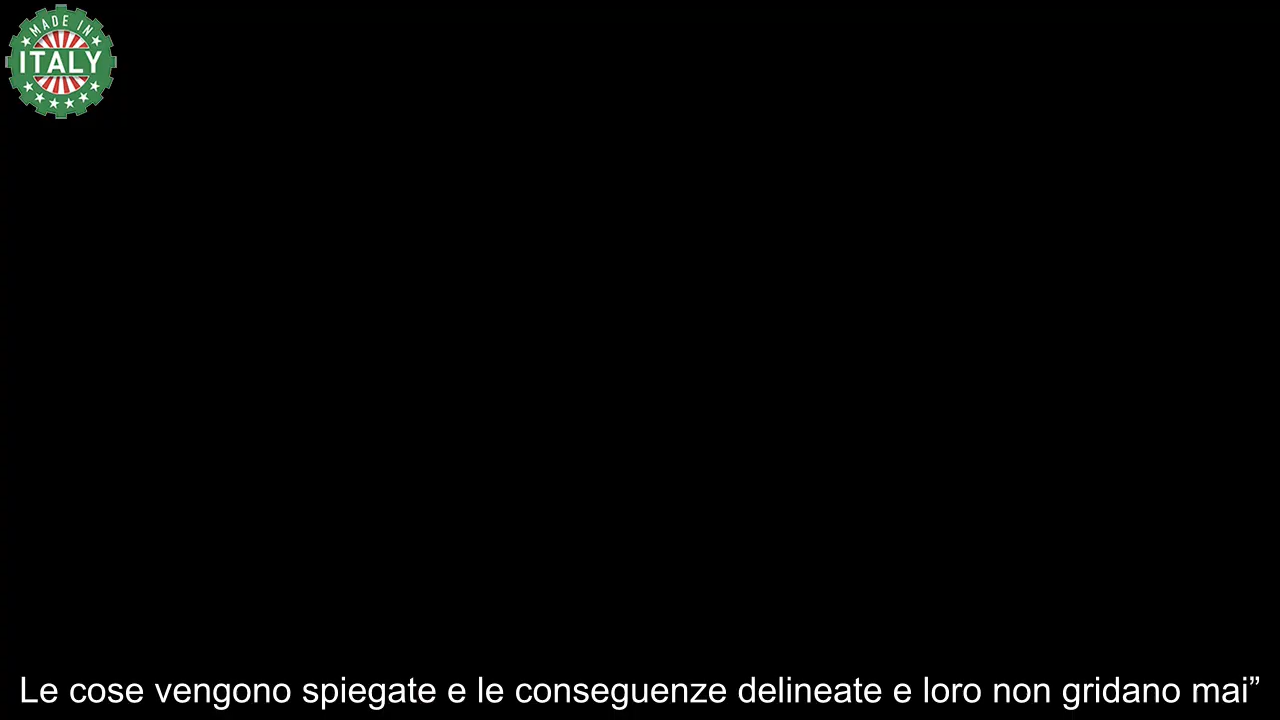 MADE IN
ITALY
Le cose vengono spiegate e le conseguenze delineate e loro non gridano mai”